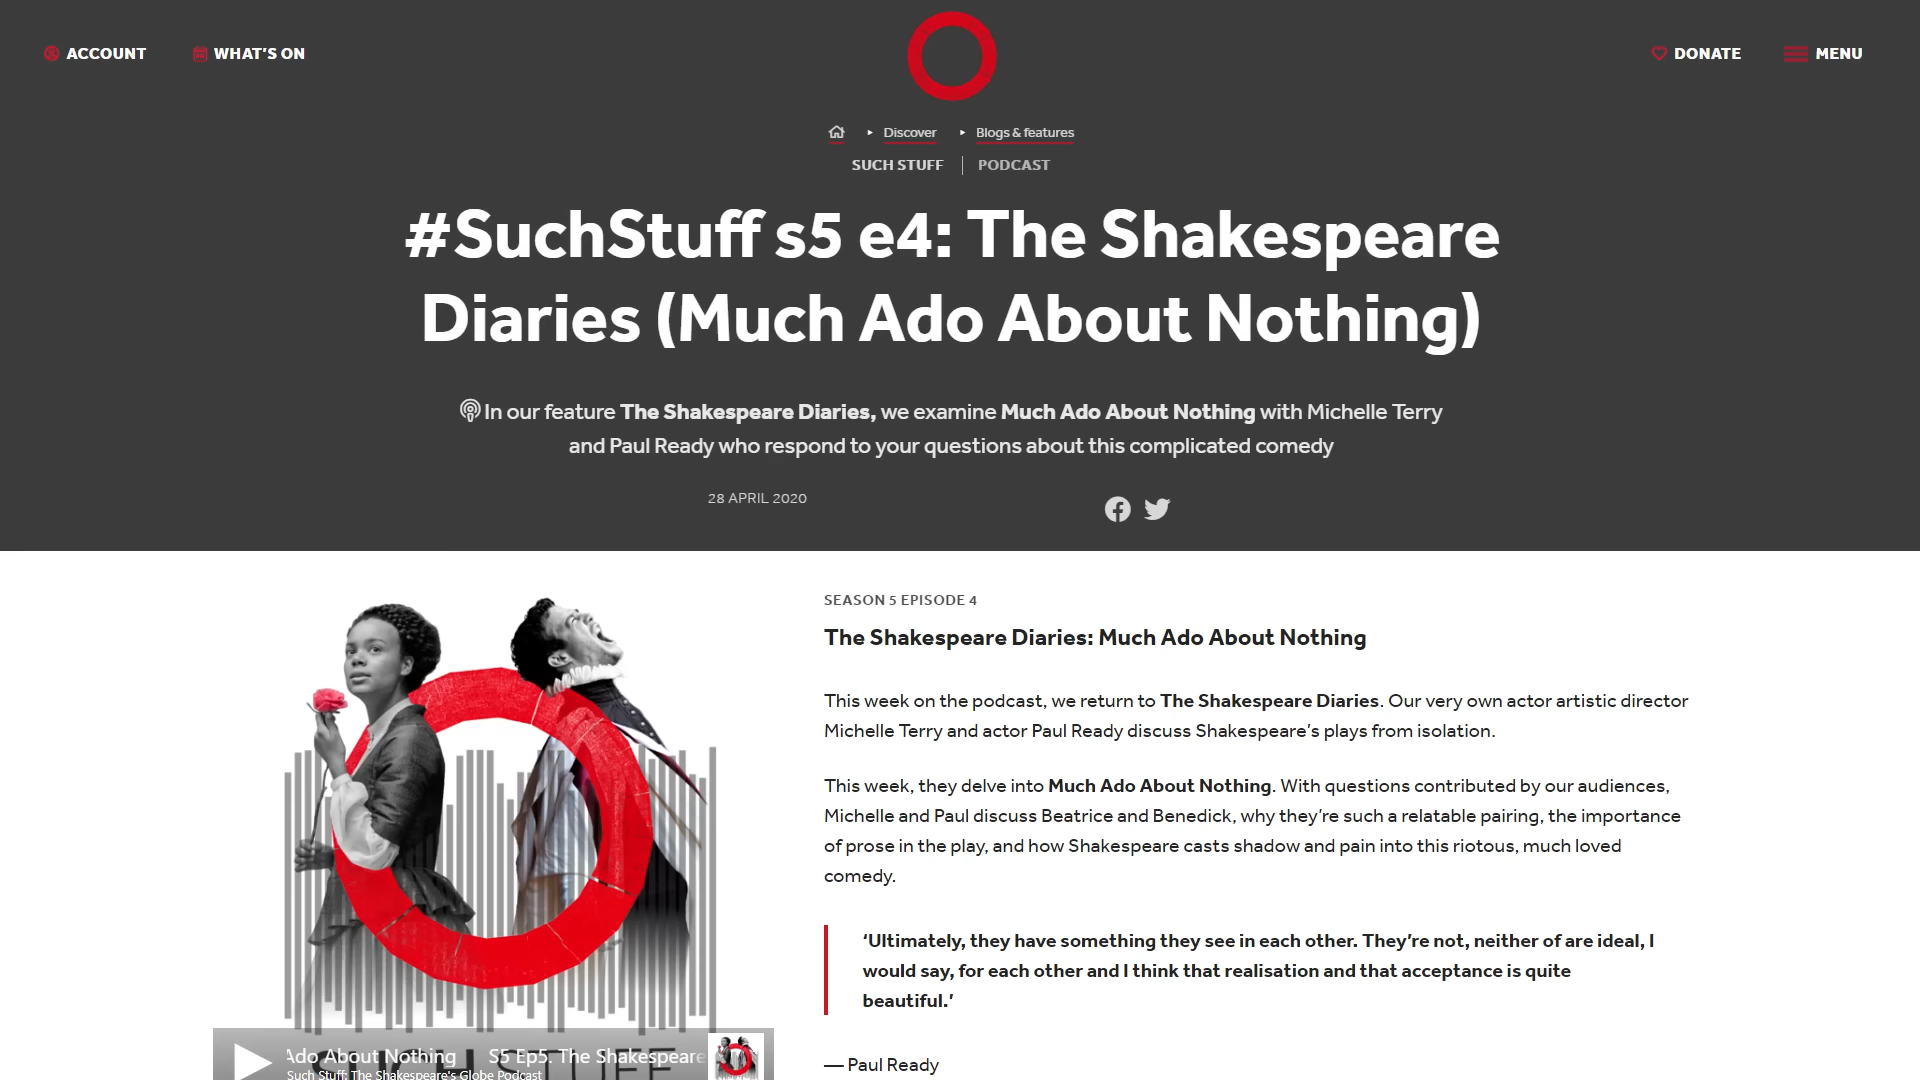 ACCOUNT
WHAT’S ON
DONATE
MENU
Discover
Blogs & features
SUCH STUFF
PODCAST
#SuchStuff s5 e4: The Shakespeare
Diaries (Much Ado About Nothing)
In our feature The Shakespeare Diaries, we examine Much Ado About Nothing with Michelle Terry
and Paul Ready who respond to your questions about this complicated comedy
28 APRIL 2020
SEASON 5 EPISODE 4
The Shakespeare Diaries: Much Ado About Nothing
This week on the podcast, we return to The Shakespeare Diaries. Our very own actor artistic director
Michelle Terry and actor Paul Ready discuss Shakespeare’s plays from isolation.
This week, they delve into Much Ado About Nothing. With questions contributed by our audiences,
Michelle and Paul discuss Beatrice and Benedick, why they’re such a relatable pairing, the importance
of prose in the play, and how Shakespeare casts shadow and pain into this riotous, much loved
comedy.
‘Ultimately, they have something they see in each other. They’re not, neither of are ideal, I
would say, for each other and I think that realisation and that acceptance is quite
beautiful.’
— Paul Ready
SUCH STUFF
Ado About Nothing S5 Ep5. The Shakespeare
Such Stuff: The Shakespeare's Globe Podcast